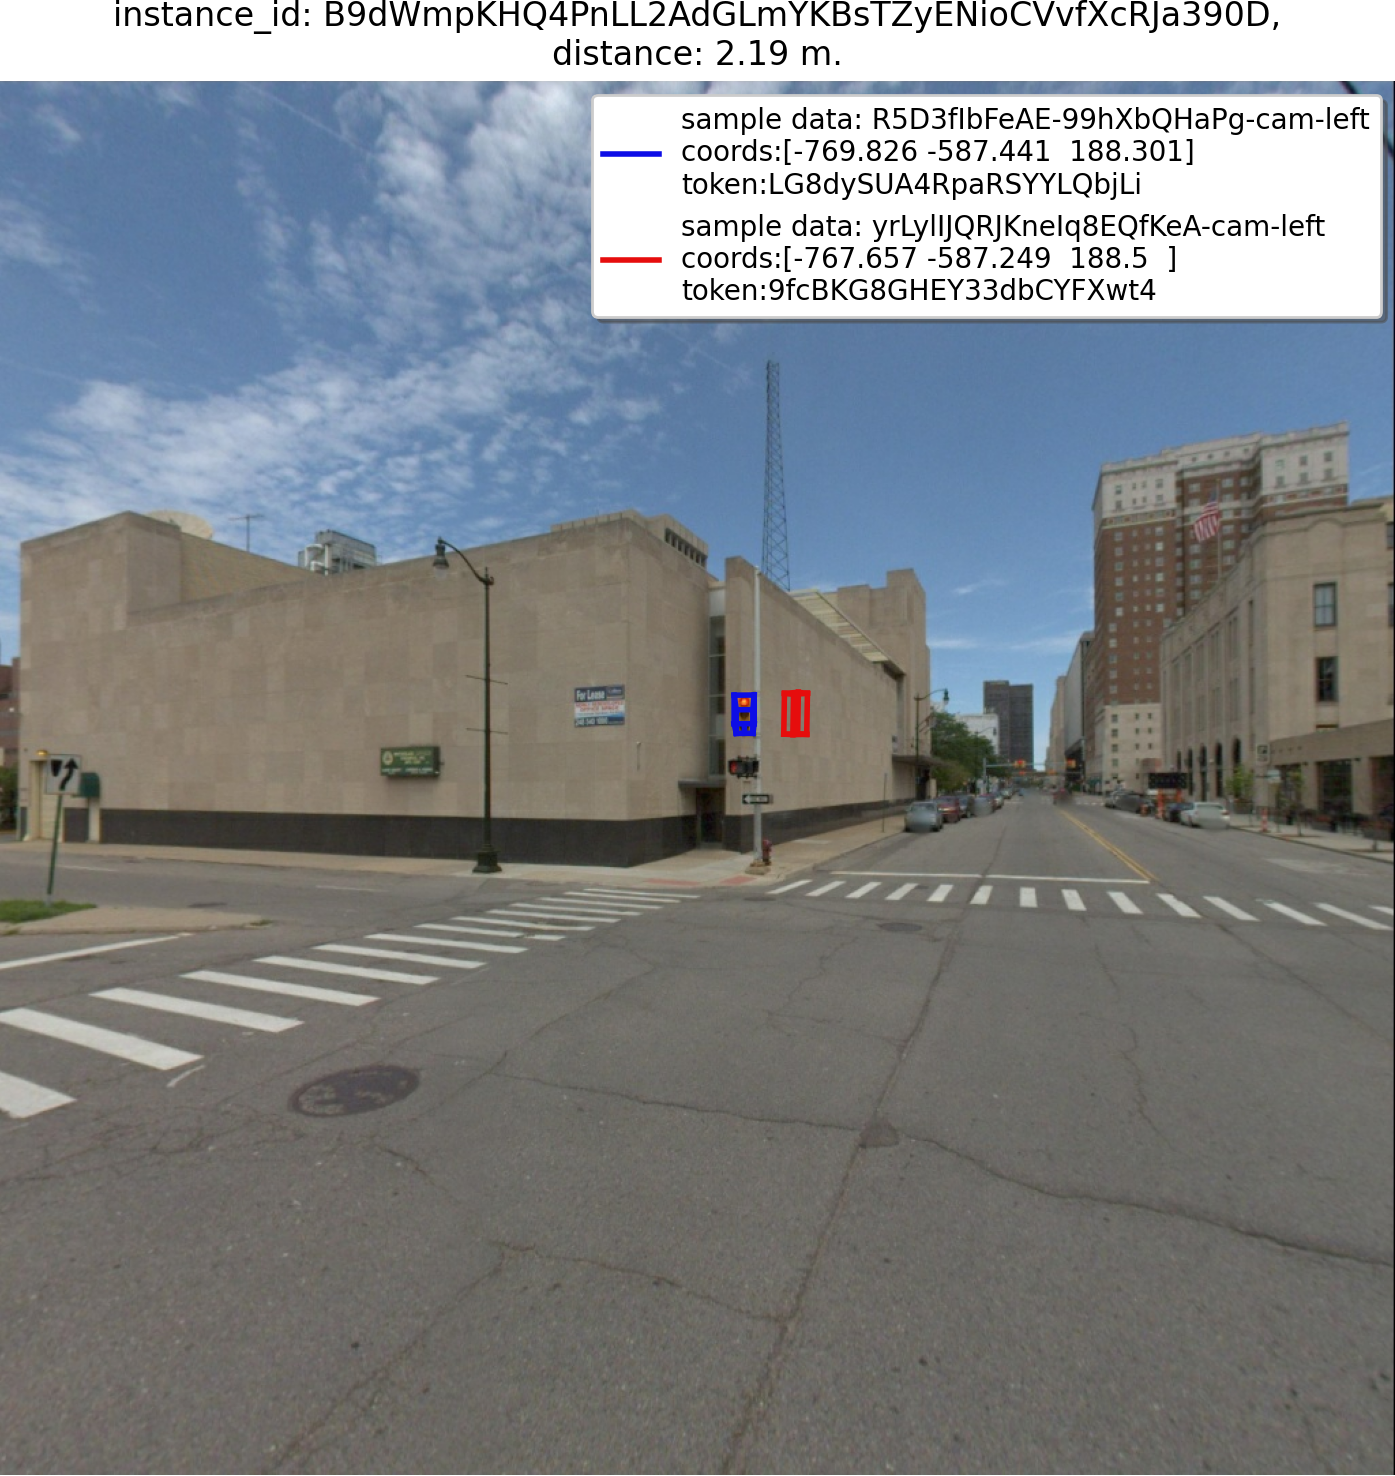 instance_id: B9dWmpKHQ4PnLL2AdGLmYKBsTZyENioCVvfXcRJa390D,
distance: 2.19 m.
sample data: R5D3fIbFeAE-99hXbQHaPg-cam-left
coords:[-769.826 -587.441  188.301]
token:LG8dySUA4RpaRSYYLQbjLi
sample data: yrLylIJQRJKneIq8EQfKeA-cam-left
coords:[-767.657 -587.249  188.5  ]
token:9fcBKG8GHEY33dbCYFXwt4
For Lease